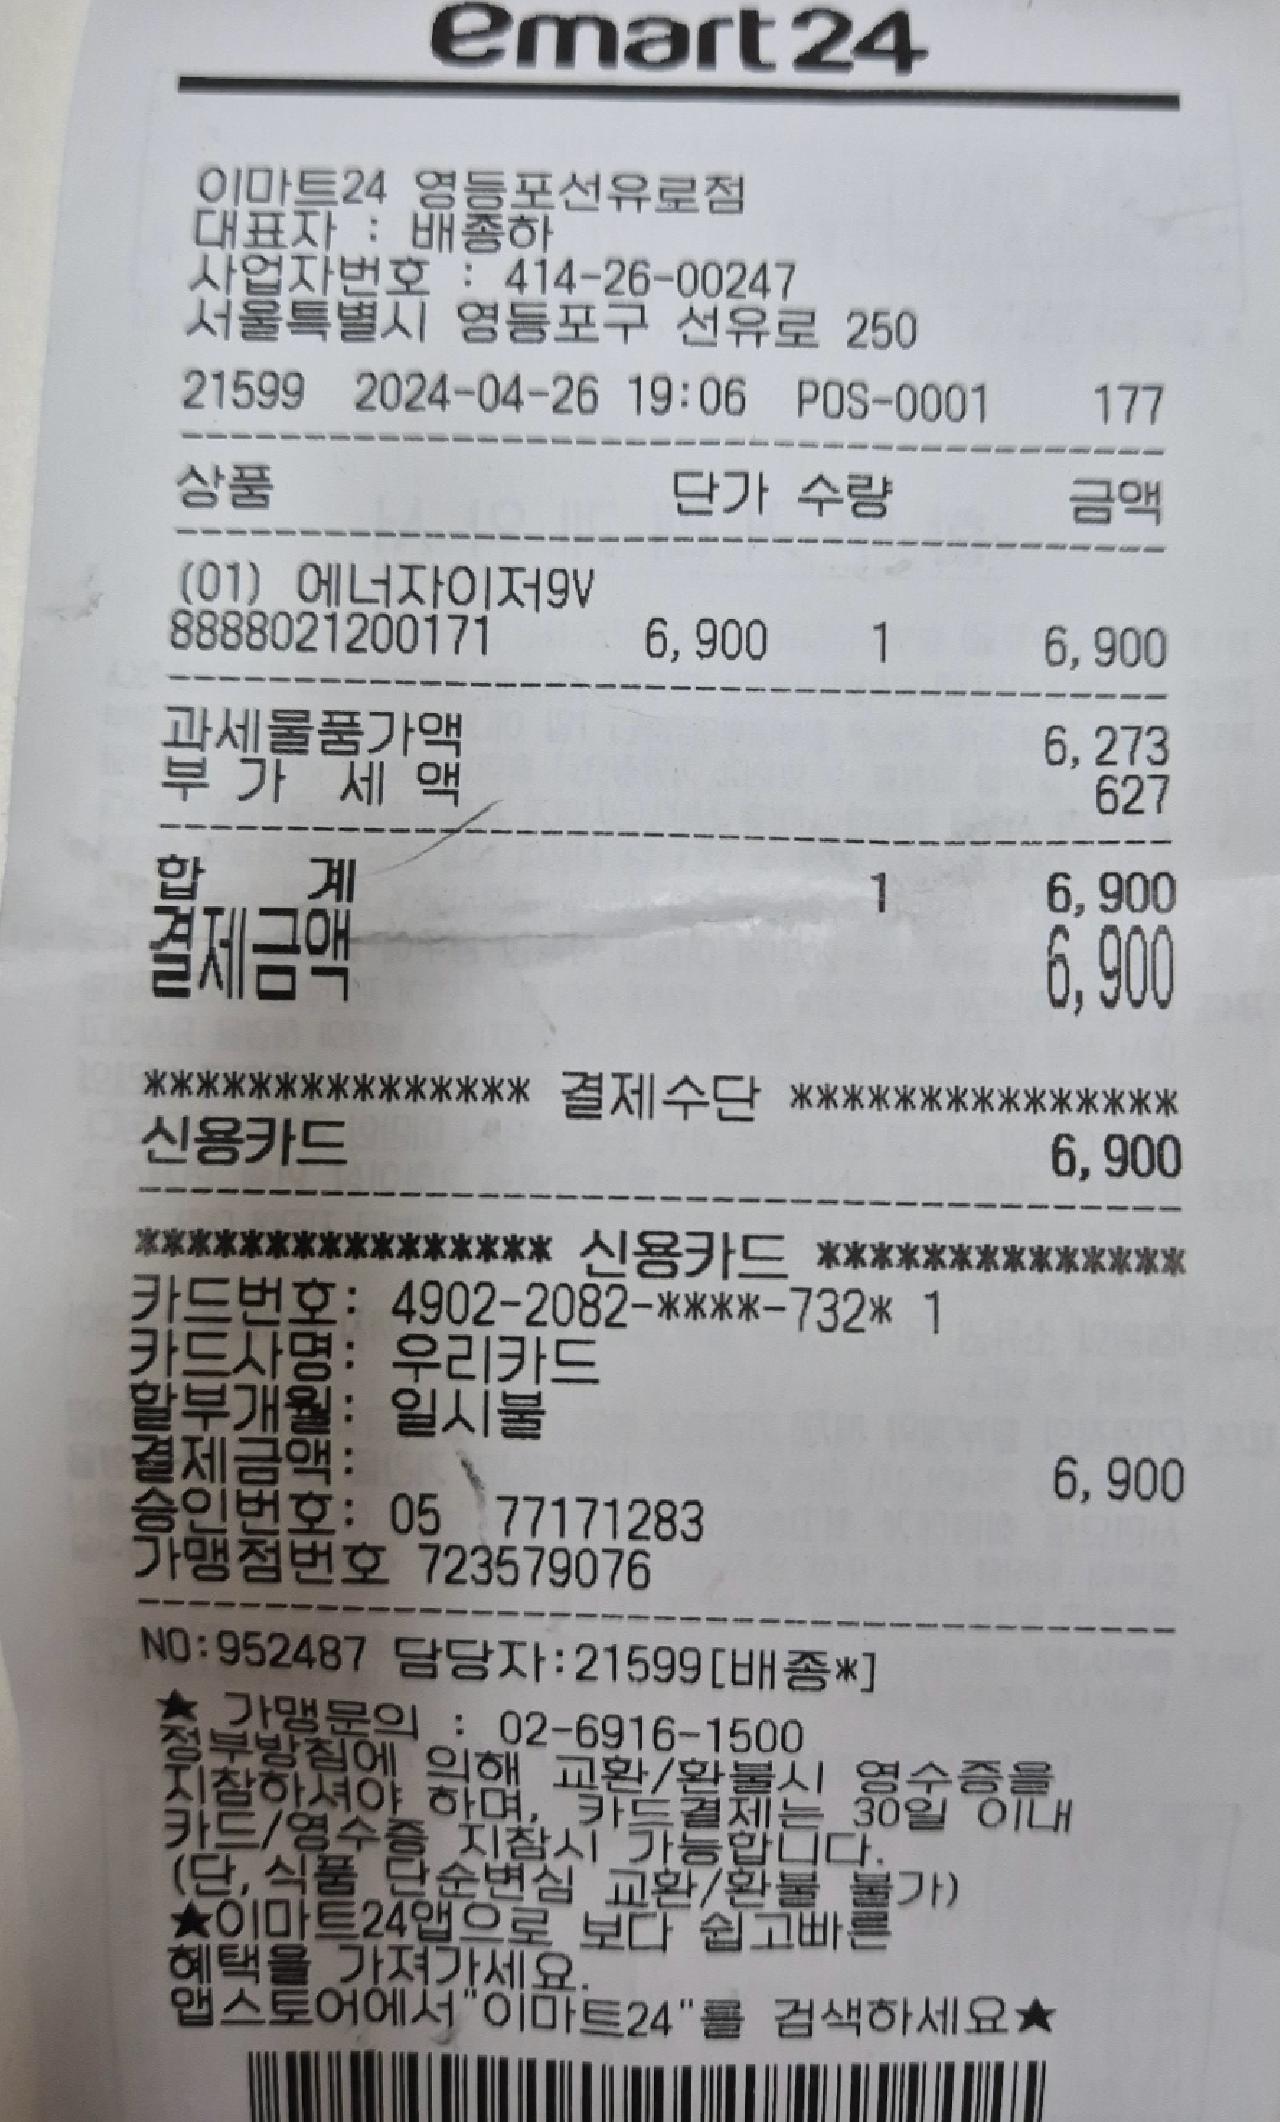 emart24
이마트24 영등포선유로점
대표자 : 배종하
사업자번호 : 414-26-00247
서울특별시 영등포구 선유로 250
21599 2024-04-26 19:06 POS-0001 177
상품 단가 수량 금액
(01) 에너자이저9V
8888021200171 6,900 1 6,900
과세물품가액 6,273
부 가 세 액 627
합 계 1 6,900
결제금액 6,900
*************** 결제수단 ***************
신용카드 6,900
**************** 신용카드 **************
카드번호: 4902-2082-****-732* 1
카드사명: 우리카드
할부개월: 일시불
결제금액: 6,900
승인번호: 05 77171283
가맹점번호 723579076
NO:952487 담당자:21599[배종*]
★ 가맹문의 : 02-6916-1500
정부방침에 의해 교환/환불시 영수증을
지참하셔야 하며, 카드결제는 30일 이내
카드/영수증 지참시 가능합니다.
(단, 식품 단순변심 교환/환불 불가)
★이마트24앱으로 보다 쉽고빠른
혜택을 가져가세요.
앱스토어에서"이마트24"를 검색하세요★